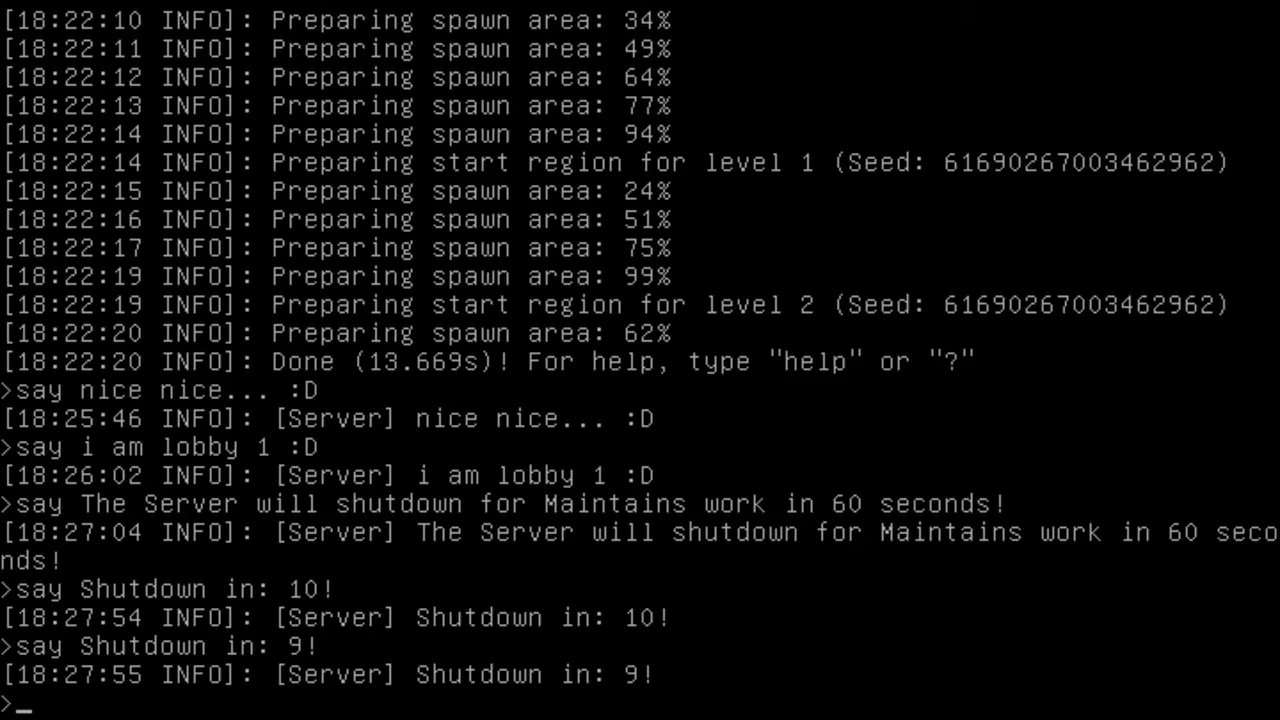 [18:22:10 INFO]: Preparing spawn area: 34%
[18:22:11 INFO]: Preparing spawn area: 49%
[18:22:12 INFO]: Preparing spawn area: 64%
[18:22:13 INFO]: Preparing spawn area: 77%
[18:22:14 INFO]: Preparing spawn area: 94%
[18:22:14 INFO]: Preparing start region for level 1 (Seed: 61690267003462962)
[18:22:15 INFO]: Preparing spawn area: 24%
[18:22:16 INFO]: Preparing spawn area: 51%
[18:22:17 INFO]: Preparing spawn area: 75%
[18:22:19 INFO]: Preparing spawn area: 99%
[18:22:19 INFO]: Preparing start region for level 2 (Seed: 61690267003462962)
[18:22:20 INFO]: Preparing spawn area: 62%
[18:22:20 INFO]: Done (13.669s)! For help, type "help" or "?"
>say nice nice... :D
[18:25:46 INFO]: [Server] nice nice... :D
>say i am lobby 1 :D
[18:26:02 INFO]: [Server] i am lobby 1 :D
>say The Server will shutdown for Maintains work in 60 seconds!
[18:27:04 INFO]: [Server] The Server will shutdown for Maintains work in 60 seco
nds!
>say Shutdown in: 10!
[18:27:54 INFO]: [Server] Shutdown in: 10!
>say Shutdown in: 9!
[18:27:55 INFO]: [Server] Shutdown in: 9!
>_